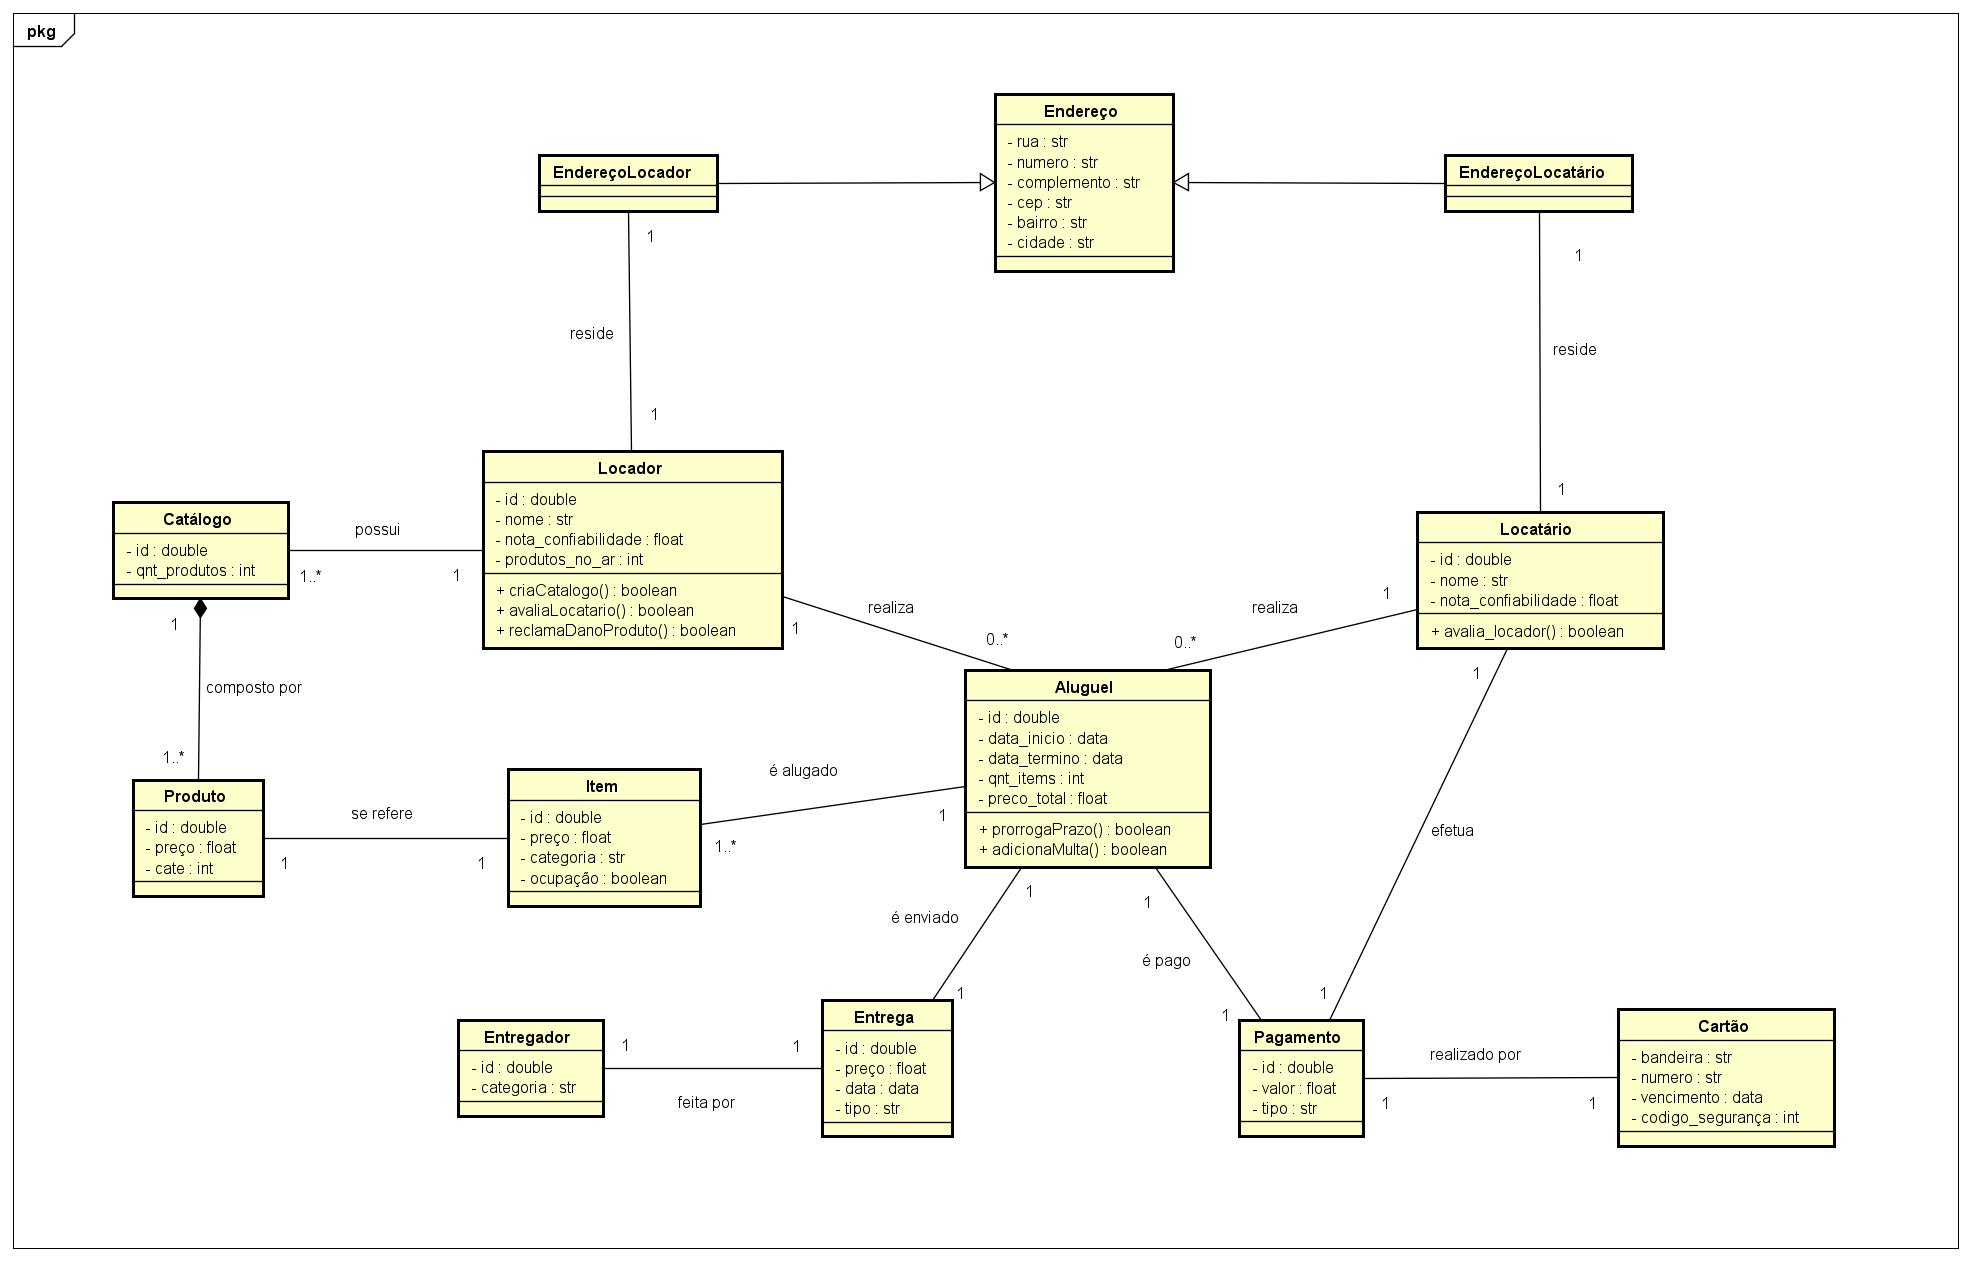 pkg
Endereço
- rua : str
- numero : str
- complemento : str
- cep : str
- bairro : str
- cidade : str
EndereçoLocador
EndereçoLocatário
1
1
reside
reside
1
1
Locador
- id : double
- nome : str
- nota_confiabilidade : float
- produtos_no_ar : int
+ criaCatalogo() : boolean
+ avaliaLocatario() : boolean
+ reclamaDanoProduto() : boolean
Catálogo
- id : double
- qnt_produtos : int
possui
1..*
1
Locatário
- id : double
- nome : str
- nota_confiabilidade : float
+ avalia_locador() : boolean
realiza
1
0..*
realiza
1
0..*
1
composto por
1..*
Aluguel
- id : double
- data_inicio : data
- data_termino : data
- qnt_items : int
- preco_total : float
+ prorrogaPrazo() : boolean
+ adicionaMulta() : boolean
Produto
- id : double
- preço : float
- cate : int
se refere
1
1
Item
- id : double
- preço : float
- categoria : str
- ocupação : boolean
é alugado
1..*
1
1
efetua
1
1
é enviado
1
1
é pago
1
Entregador
- id : double
- categoria : str
1
1
feita por
Entrega
- id : double
- preço : float
- data : data
- tipo : str
Pagamento
- id : double
- valor : float
- tipo : str
realizado por
1
1
Cartão
- bandeira : str
- numero : str
- vencimento : data
- codigo_segurança : int